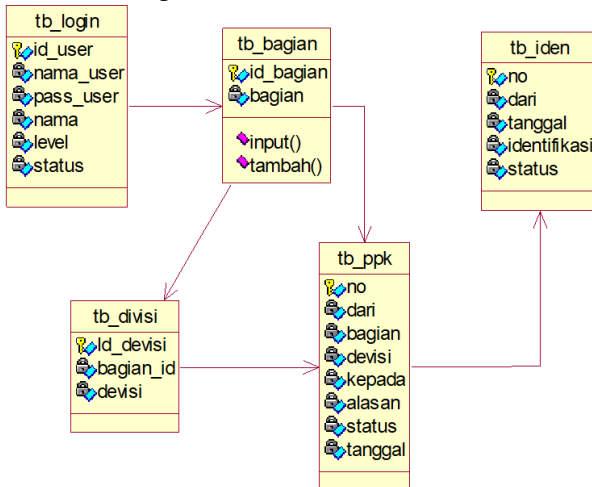 tb_login
id_user
nama_user
pass_user
nama
level
status
tb_bagian
id_bagian
bagian
input()
tambah()
tb_iden
no
dari
tanggal
identifikasi
status
tb_divisi
Id_devisi
bagian_id
devisi
tb_ppk
no
dari
bagian
devisi
kepada
alasan
status
tanggal